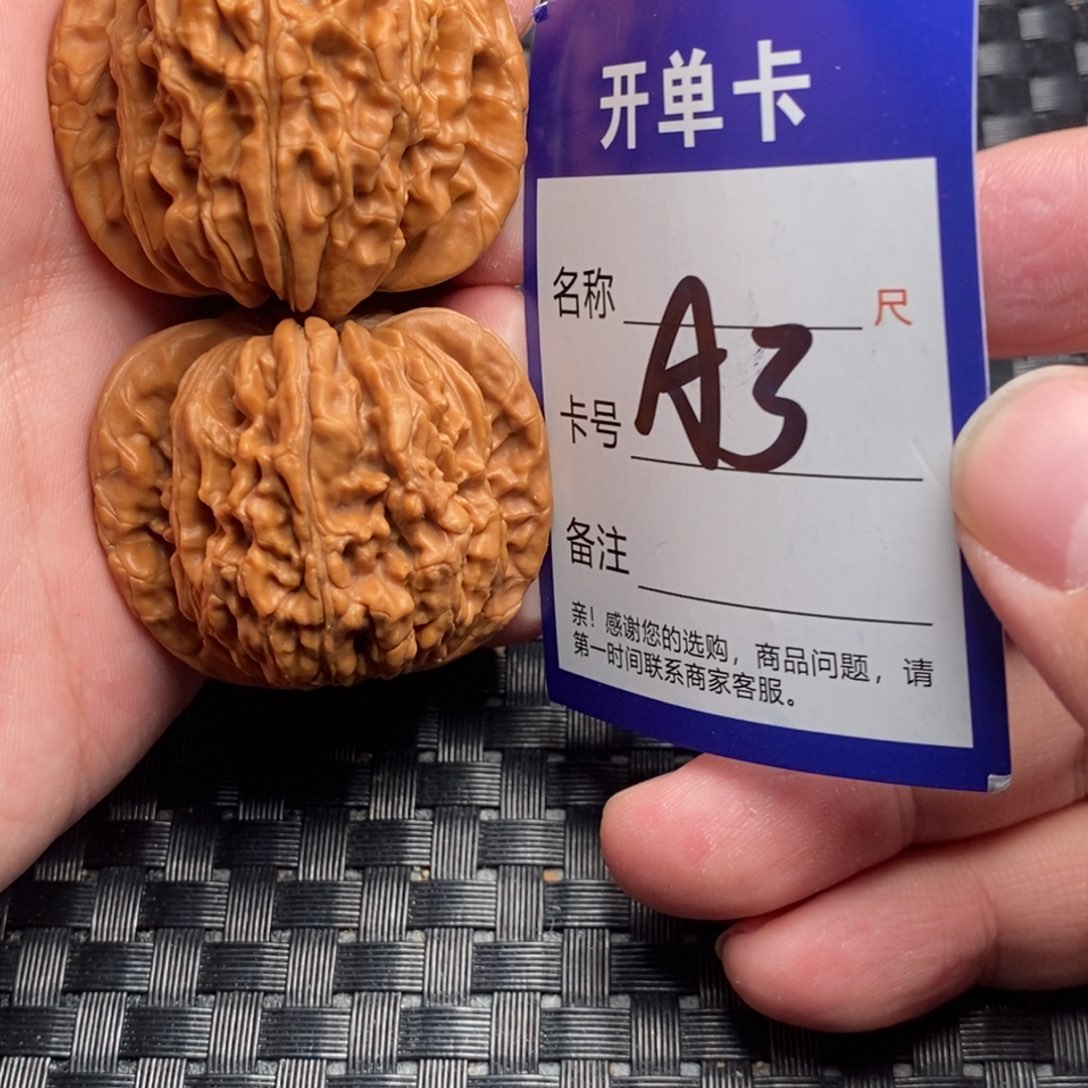 开单卡
名称 尺
卡号 A3
备注
亲！感谢您的选购，商品问题，请
第一时间联系商家客服。